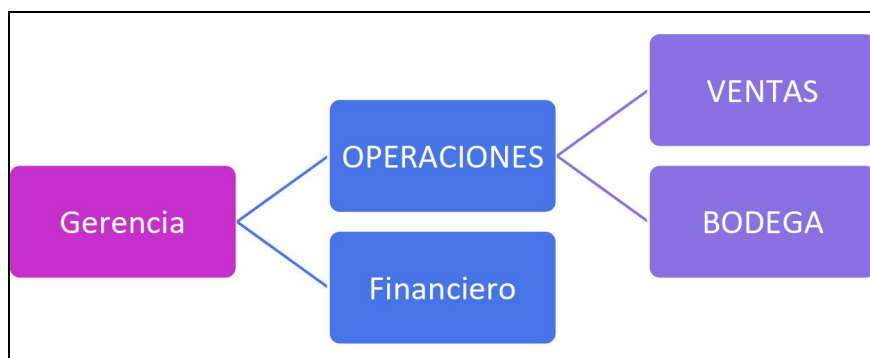 Gerencia
OPERACIONES
Financiero
VENTAS
BODEGA